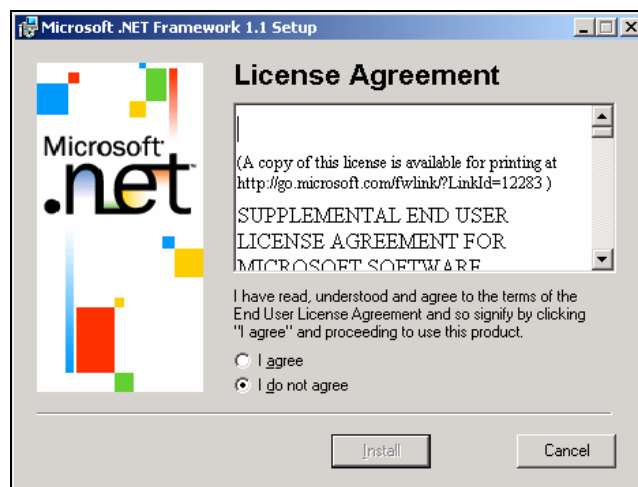 Microsoft .NET Framework 1.1 Setup
Microsoft
.net
License Agreement
(A copy of this license is available for printing at
http://go.microsoft.com/fwlink/?LinkId=12283 )
SUPPLEMENTAL END USER
LICENSE AGREEMENT FOR
MICROSOFT SOFTWARE
I have read, understood and agree to the terms of the
End User License Agreement and so signify by clicking
"I agree" and proceeding to use this product.
I agree
I do not agree
Install
Cancel